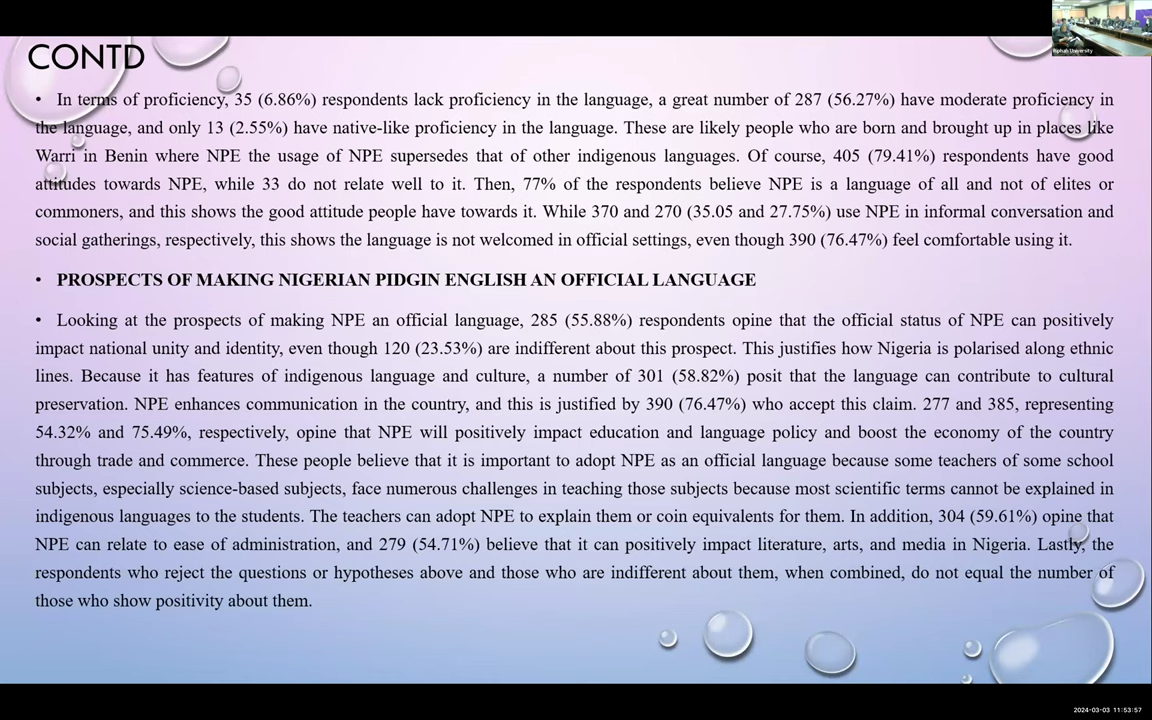 CONTD
• In terms of proficiency, 35 (6.86%) respondents lack proficiency in the language, a great number of 287 (56.27%) have moderate proficiency in
the language, and only 13 (2.55%) have native-like proficiency in the language. These are likely people who are born and brought up in places like
Warri in Benin where NPE the usage of NPE supersedes that of other indigenous languages. Of course, 405 (79.41%) respondents have good
attitudes towards NPE, while 33 do not relate well to it. Then, 77% of the respondents believe NPE is a language of all and not of elites or
commoners, and this shows the good attitude people have towards it. While 370 and 270 (35.05 and 27.75%) use NPE in informal conversation and
social gatherings, respectively, this shows the language is not welcomed in official settings, even though 390 (76.47%) feel comfortable using it.
• PROSPECTS OF MAKING NIGERIAN PIDGIN ENGLISH AN OFFICIAL LANGUAGE
• Looking at the prospects of making NPE an official language, 285 (55.88%) respondents opine that the official status of NPE can positively
impact national unity and identity, even though 120 (23.53%) are indifferent about this prospect. This justifies how Nigeria is polarised along ethnic
lines. Because it has features of indigenous language and culture, a number of 301 (58.82%) posit that the language can contribute to cultural
preservation. NPE enhances communication in the country, and this is justified by 390 (76.47%) who accept this claim. 277 and 385, representing
54.32% and 75.49%, respectively, opine that NPE will positively impact education and language policy and boost the economy of the country
through trade and commerce. These people believe that it is important to adopt NPE as an official language because some teachers of some school
subjects, especially science-based subjects, face numerous challenges in teaching those subjects because most scientific terms cannot be explained in
indigenous languages to the students. The teachers can adopt NPE to explain them or coin equivalents for them. In addition, 304 (59.61%) opine that
NPE can relate to ease of administration, and 279 (54.71%) believe that it can positively impact literature, arts, and media in Nigeria. Lastly, the
respondents who reject the questions or hypotheses above and those who are indifferent about them, when combined, do not equal the number of
those who show positivity about them.
Riphah University
2024-03-03 11:53:57